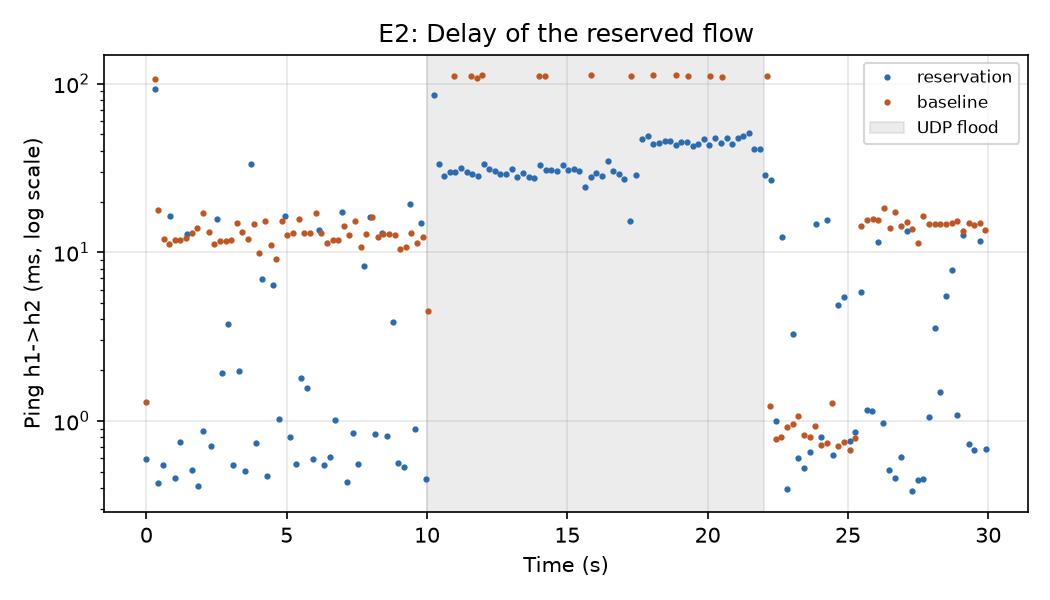 E2: Delay of the reserved flow
Ping h1->h2 (ms, log scale)
10²
10¹
10⁰
reservation
baseline
UDP flood
0 5 10 15 20 25 30
Time (s)